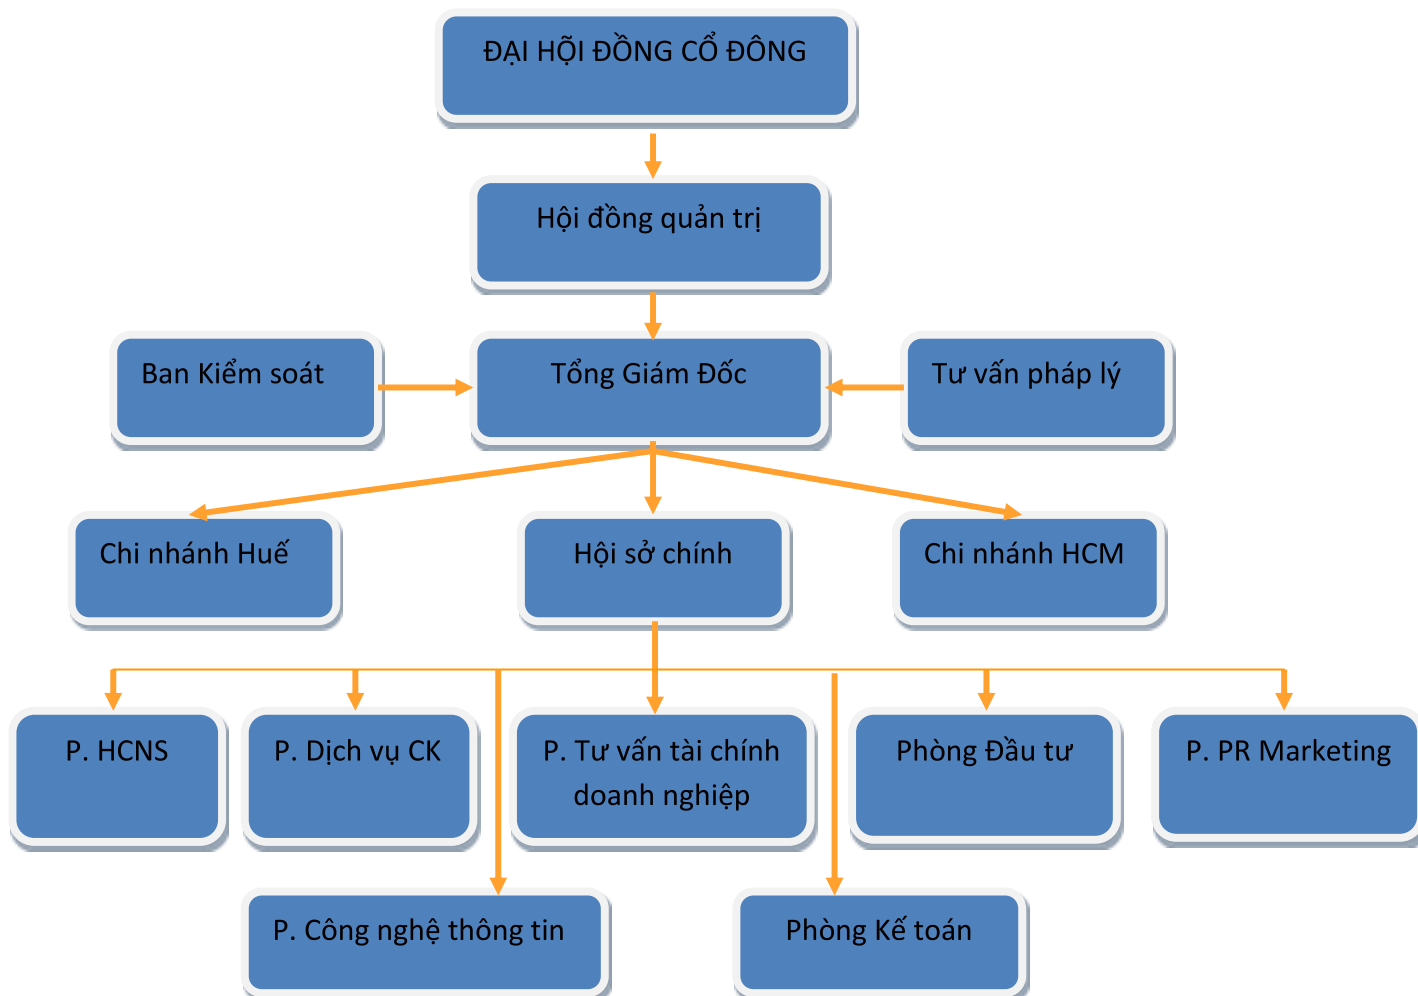 ĐẠI HỘI ĐỒNG CỔ ĐÔNG
Hội đồng quản trị
Ban Kiểm soát
Tổng Giám Đốc
Tư vấn pháp lý
Chi nhánh Huế
Hội sở chính
Chi nhánh HCM
P. HCNS
P. Dịch vụ CK
P. Tư vấn tài chính
doanh nghiệp
Phòng Đầu tư
P. PR Marketing
P. Công nghệ thông tin
Phòng Kế toán